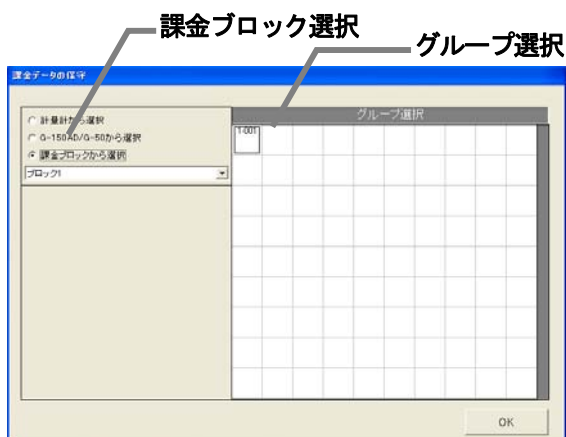 課金ブロック選択
グループ選択
課金データの保守
計量計から選択
G-150AD/G-50から選択
課金ブロックから選択
ブロック1
グループ選択
1-001
OK